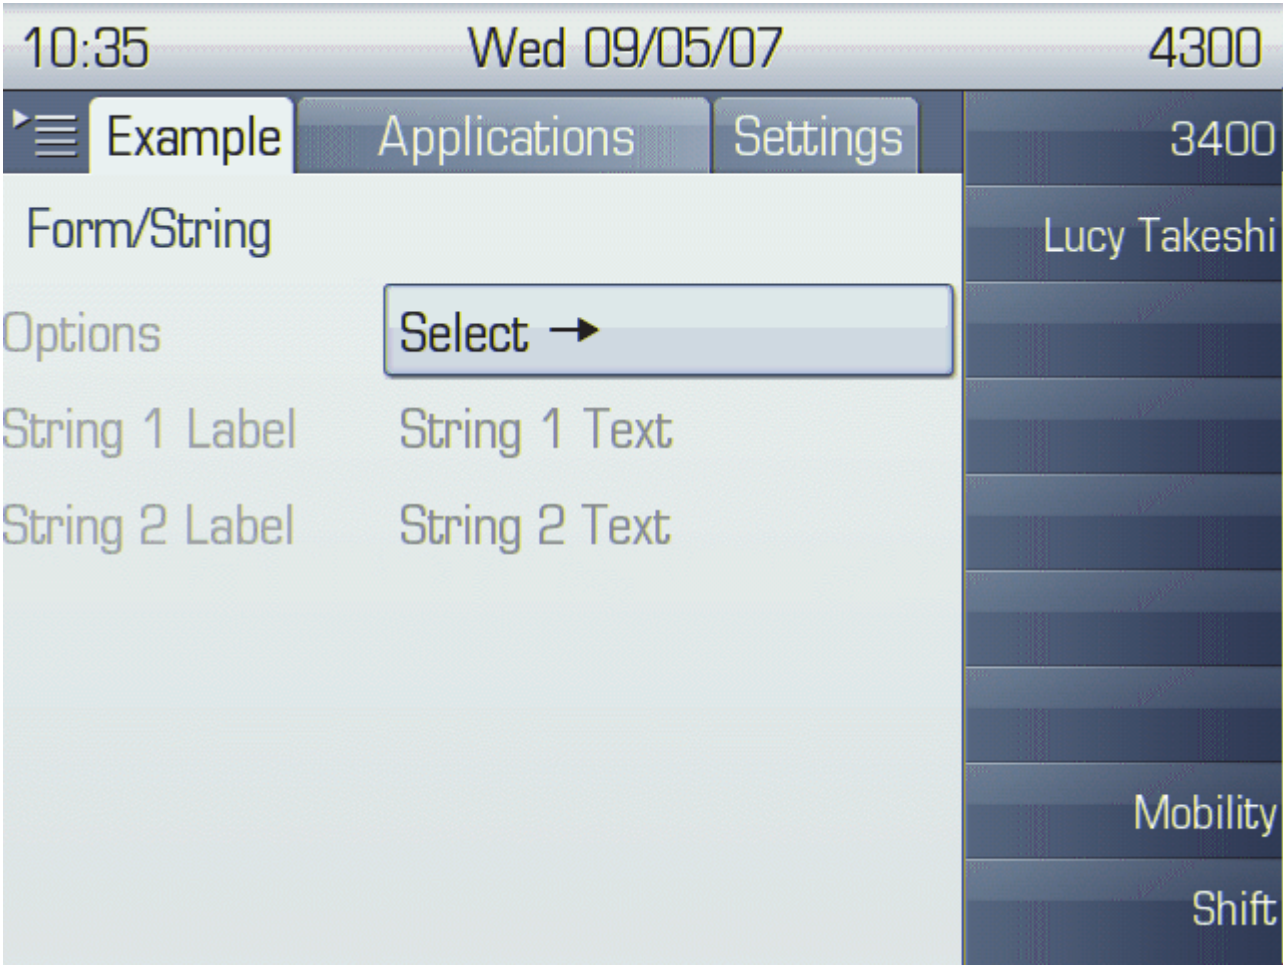 10:35 Wed 09/05/07 4300
Example Applications Settings
3400
Form/String
Lucy Takeshi
Options Select →
String 1 Label String 1 Text
String 2 Label String 2 Text
Mobility
Shift